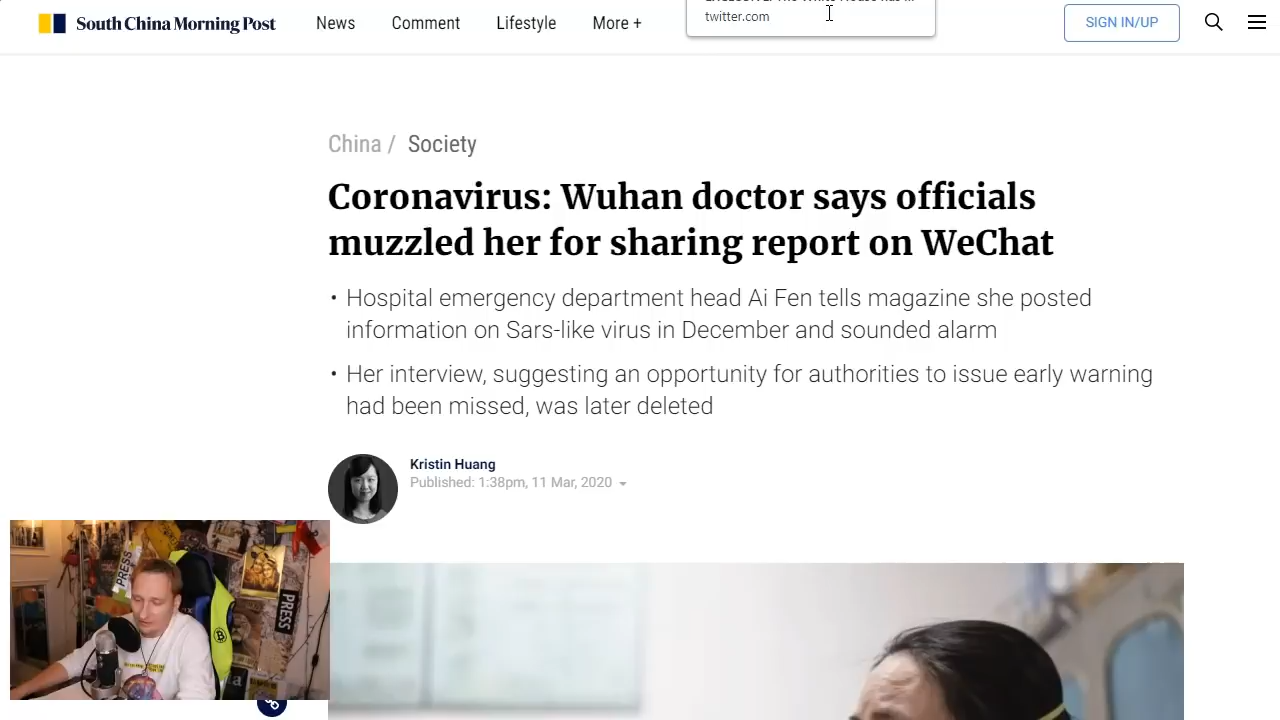 South China Morning Post
News
Comment
Lifestyle
More +
twitter.com
SIGN IN/UP
China / Society
Coronavirus: Wuhan doctor says officials
muzzled her for sharing report on WeChat
• Hospital emergency department head Ai Fen tells magazine she posted
information on Sars-like virus in December and sounded alarm
• Her interview, suggesting an opportunity for authorities to issue early warning
had been missed, was later deleted
Kristin Huang
Published: 1:38pm, 11 Mar, 2020
PRESS
PRESS